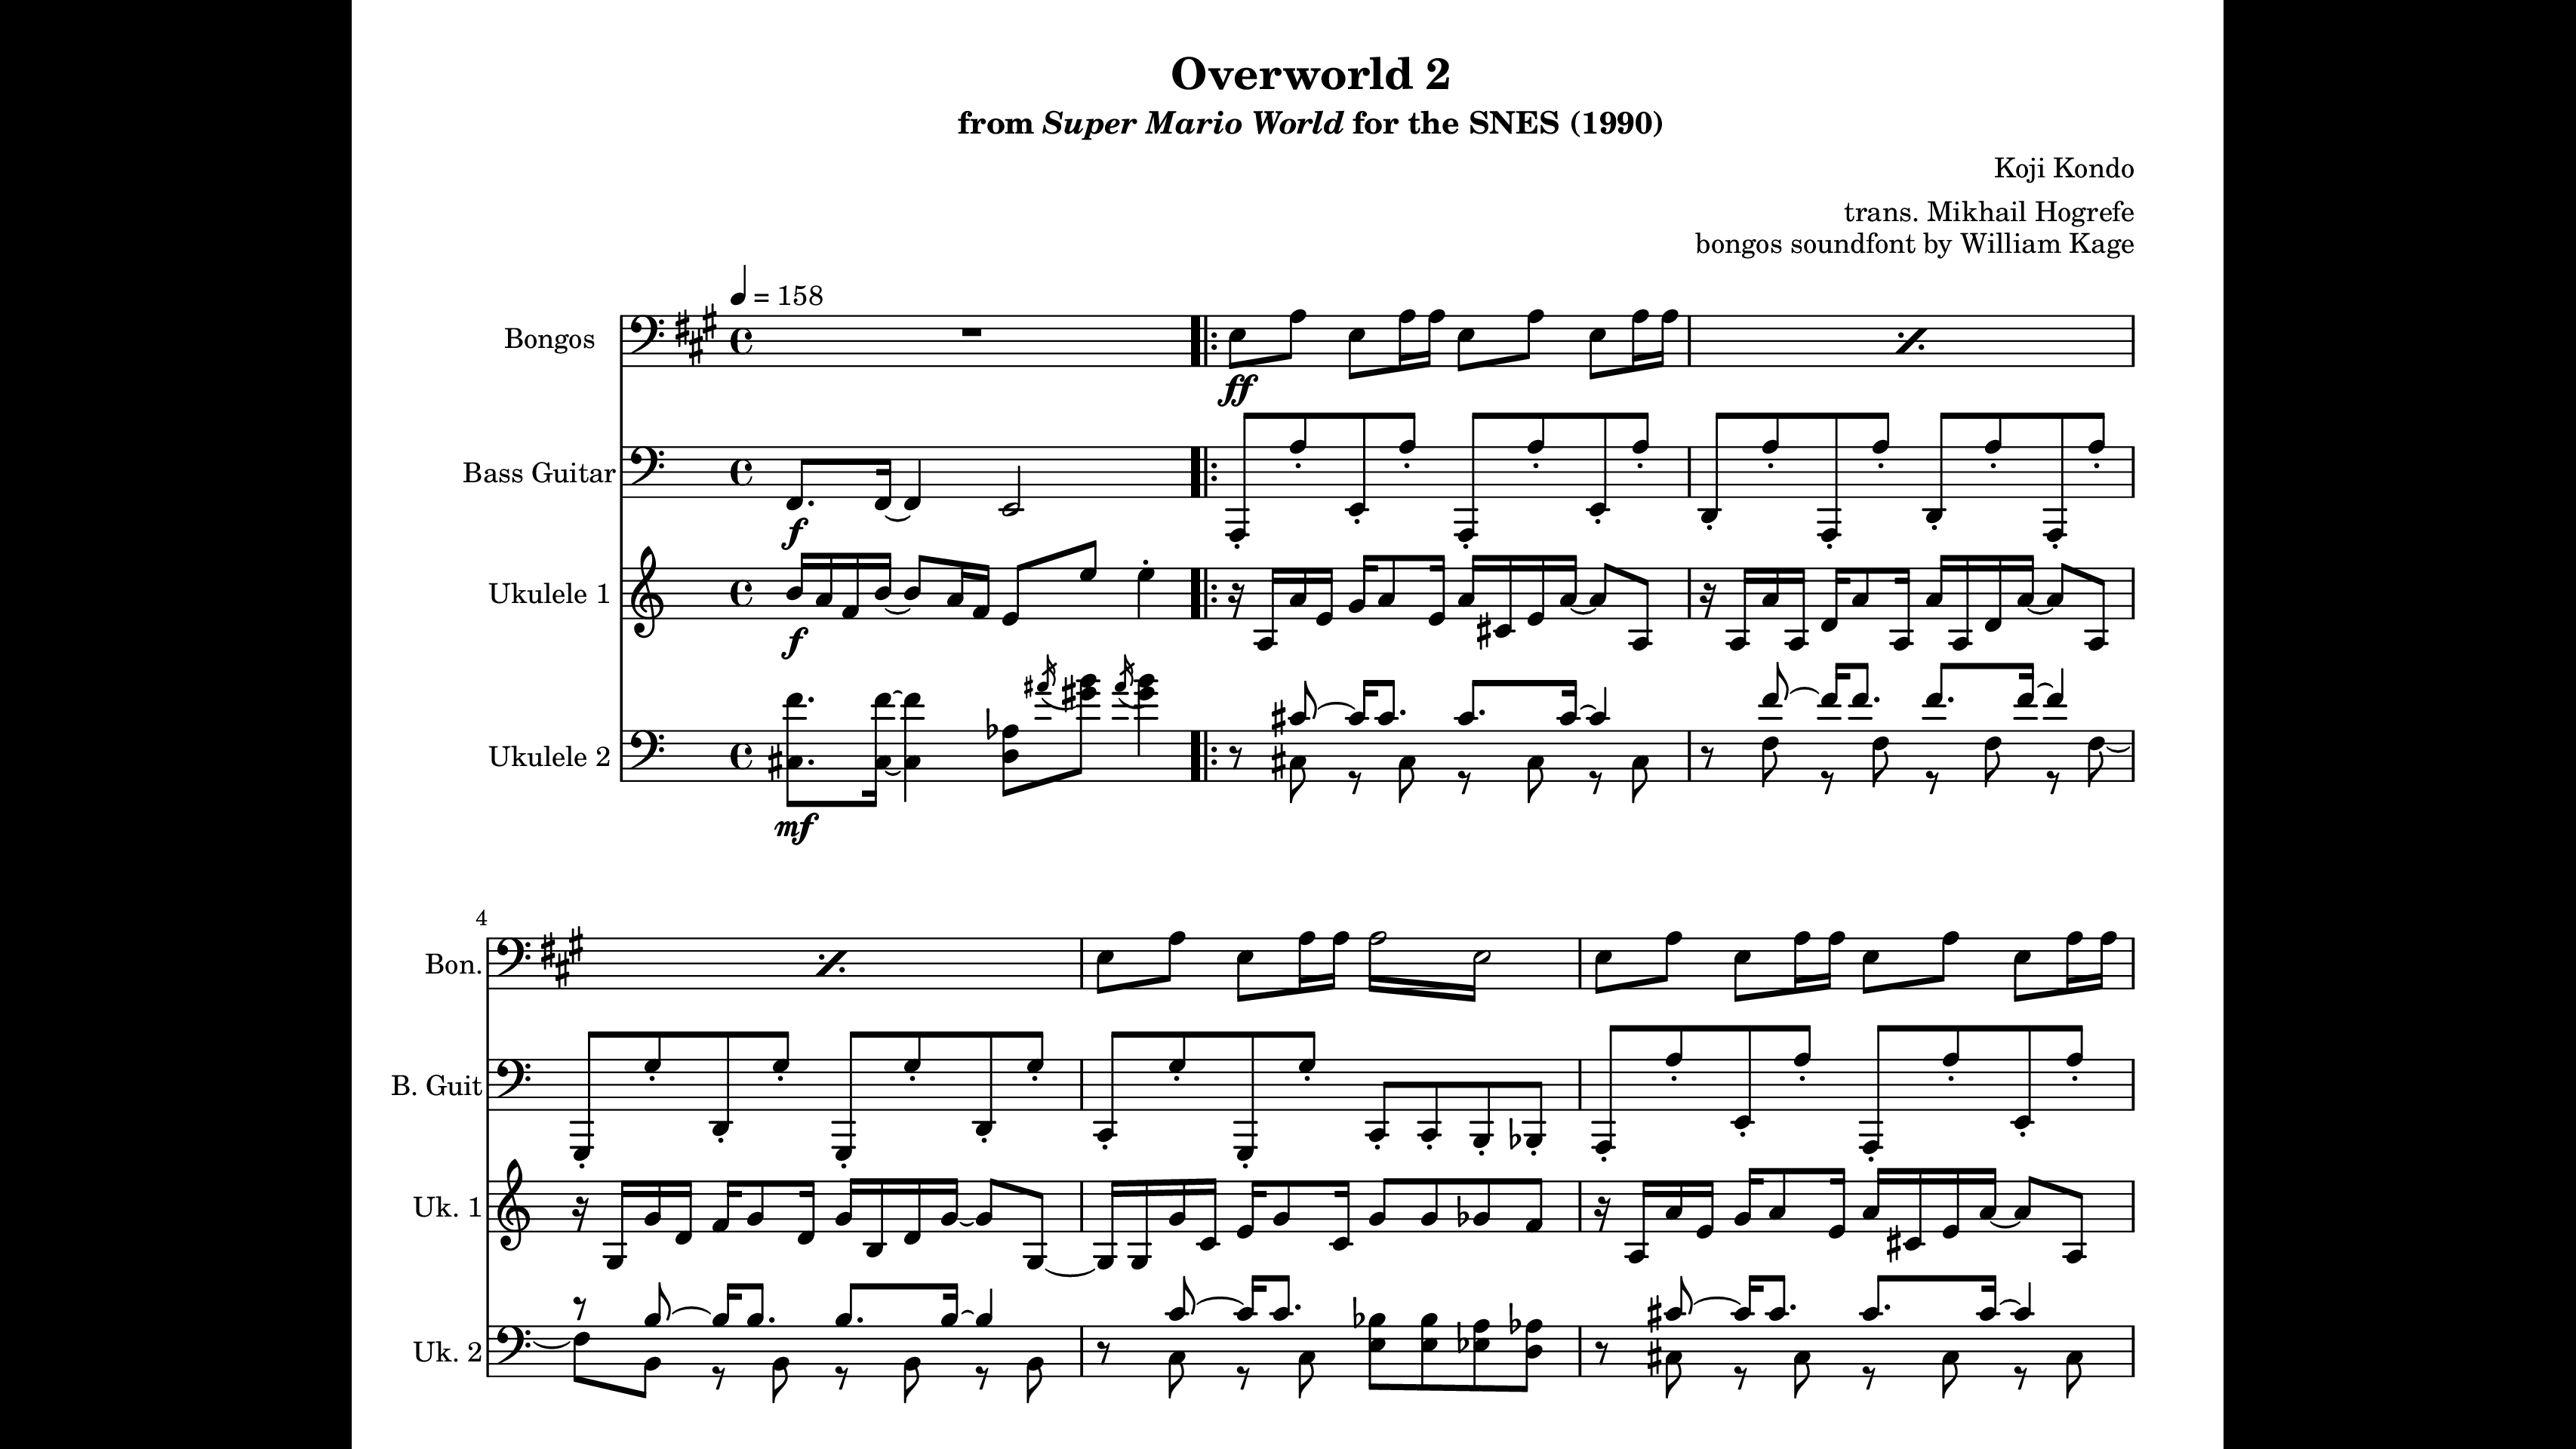 Overworld 2
from Super Mario World for the SNES (1990)
Koji Kondo
trans. Mikhail Hogrefe
bongos soundfont by William Kage
= 158
Bongos
ff
Bass Guitar
f
Ukulele 1
f
Ukulele 2
mf
4
Bon.
B. Guit
Uk. 1
Uk. 2